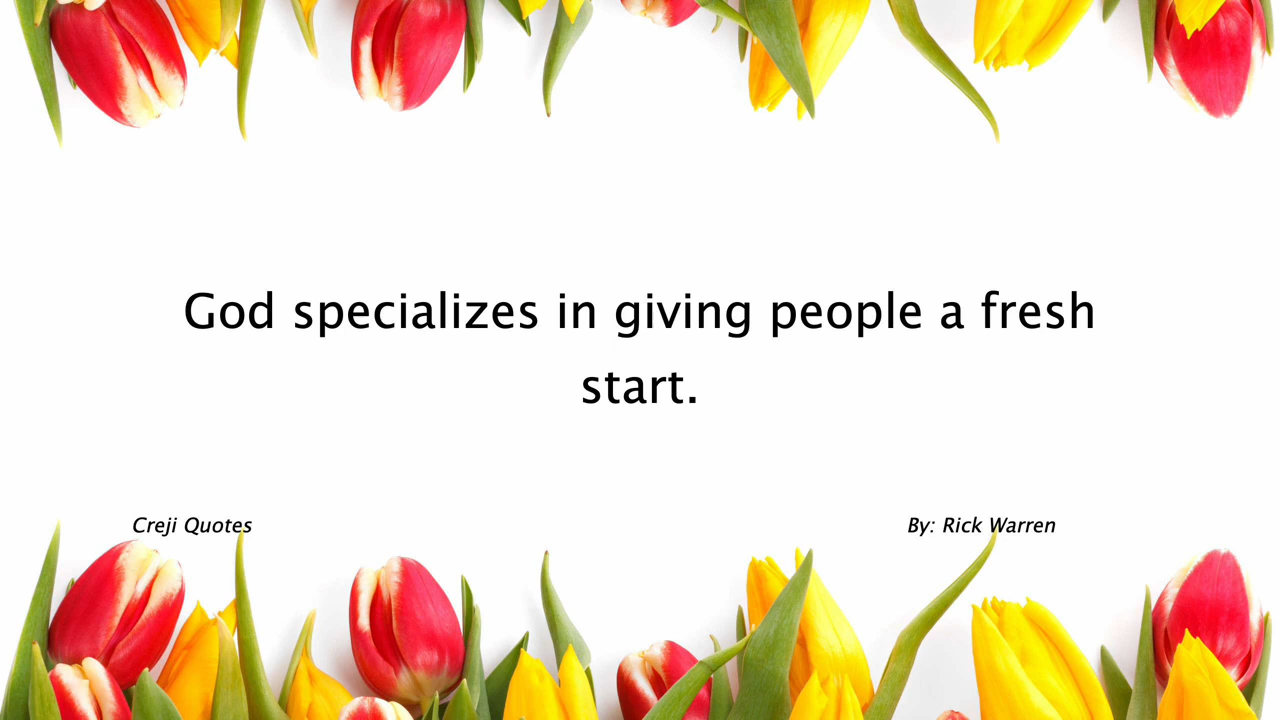 God specializes in giving people a fresh
start.
Creji Quotes
By: Rick Warren